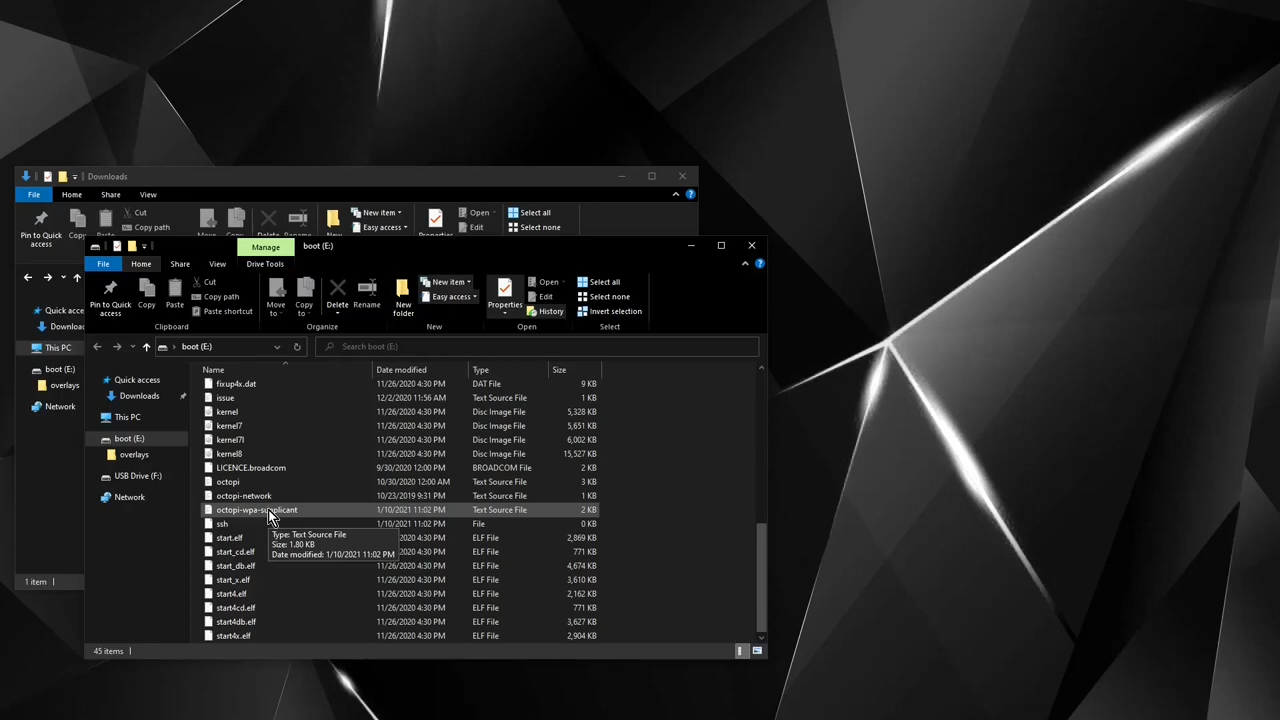 Downloads
File Home Share View
Pin to Quick access
Copy
Cut
Copy path
New item
Easy access
Open
Edit
Select all
Select none
Quick acce
Downloac
This PC
boot (E:)
overlays
Network
1 item
Manage
boot (E:)
File Home Share View Drive Tools
Pin to Quick access
Copy
Paste
Cut
Copy path
Paste shortcut
Move to
Copy to
Delete
Rename
New folder
New item
Easy access
Properties
Open
Edit
History
Select all
Select none
Invert selection
Clipboard Organize New Open Select
boot (E:)
Search boot (E:)
Quick access
Downloads
This PC
boot (E:)
overlays
USB Drive (F:)
Network
Name Date modified Type Size
fixup4x.dat 11/26/2020 4:30 PM DAT File 9 KB
issue 12/2/2020 11:56 AM Text Source File 1 KB
kernel 11/26/2020 4:30 PM Disc Image File 5,328 KB
kernel7 11/26/2020 4:30 PM Disc Image File 5,651 KB
kernel7l 11/26/2020 4:30 PM Disc Image File 6,002 KB
kernel8 11/26/2020 4:30 PM Disc Image File 15,527 KB
LICENCE.broadcom 9/30/2020 12:00 PM BROADCOM File 2 KB
octopi 10/30/2020 12:00 AM Text Source File 3 KB
octopi-network 10/23/2019 9:31 PM Text Source File 1 KB
octopi-wpa-supplicant 1/10/2021 11:02 PM Text Source File 2 KB
ssh 1/10/2021 11:02 PM File 0 KB
Type: Text Source File
Size: 1.80 KB
Date modified: 1/10/2021 11:02 PM
start.elf ELF File 2,869 KB
start_cd.elf ELF File 771 KB
start_db.elf 11/26/2020 4:30 PM ELF File 4,674 KB
start_x.elf 11/26/2020 4:30 PM ELF File 3,610 KB
start4.elf 11/26/2020 4:30 PM ELF File 2,162 KB
start4cd.elf 11/26/2020 4:30 PM ELF File 771 KB
start4db.elf 11/26/2020 4:30 PM ELF File 3,627 KB
start4x.elf 11/26/2020 4:30 PM ELF File 2,904 KB
45 items